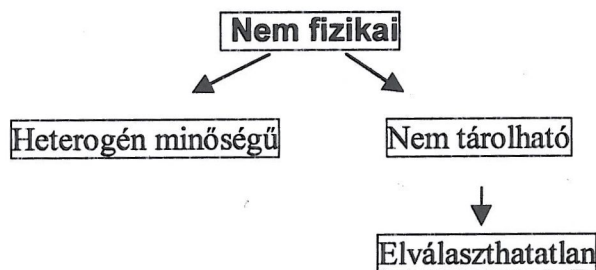 Nem fizikai
Heterogén minőségű
Nem tárolható
Elválaszthatatlan